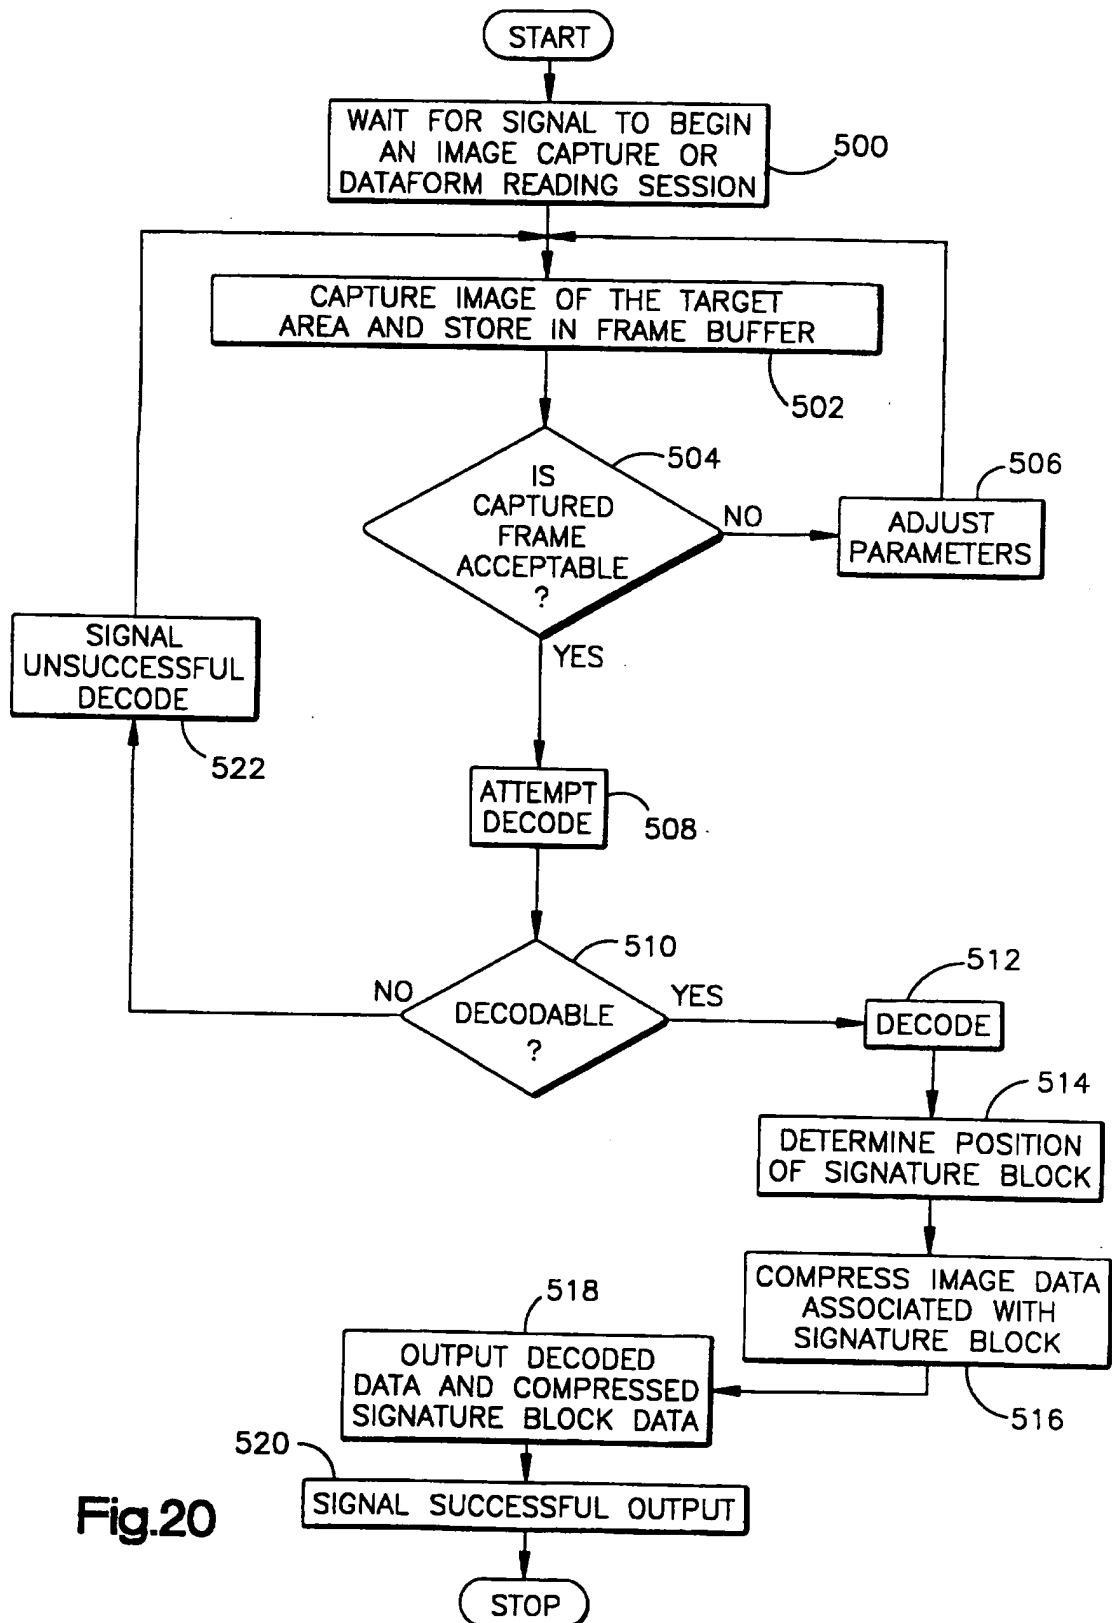 START
WAIT FOR SIGNAL TO BEGIN
AN IMAGE CAPTURE OR
DATAFORM READING SESSION
500
CAPTURE IMAGE OF THE TARGET
AREA AND STORE IN FRAME BUFFER
502
504
IS
CAPTURED
FRAME
ACCEPTABLE
?
NO
506
ADJUST
PARAMETERS
YES
SIGNAL
UNSUCCESSFUL
DECODE
522
ATTEMPT
DECODE
508
510
NO
DECODABLE
?
YES
512
DECODE
514
DETERMINE POSITION
OF SIGNATURE BLOCK
COMPRESS IMAGE DATA
ASSOCIATED WITH
SIGNATURE BLOCK
516
518
OUTPUT DECODED
DATA AND COMPRESSED
SIGNATURE BLOCK DATA
520
SIGNAL SUCCESSFUL OUTPUT
Fig.20
STOP